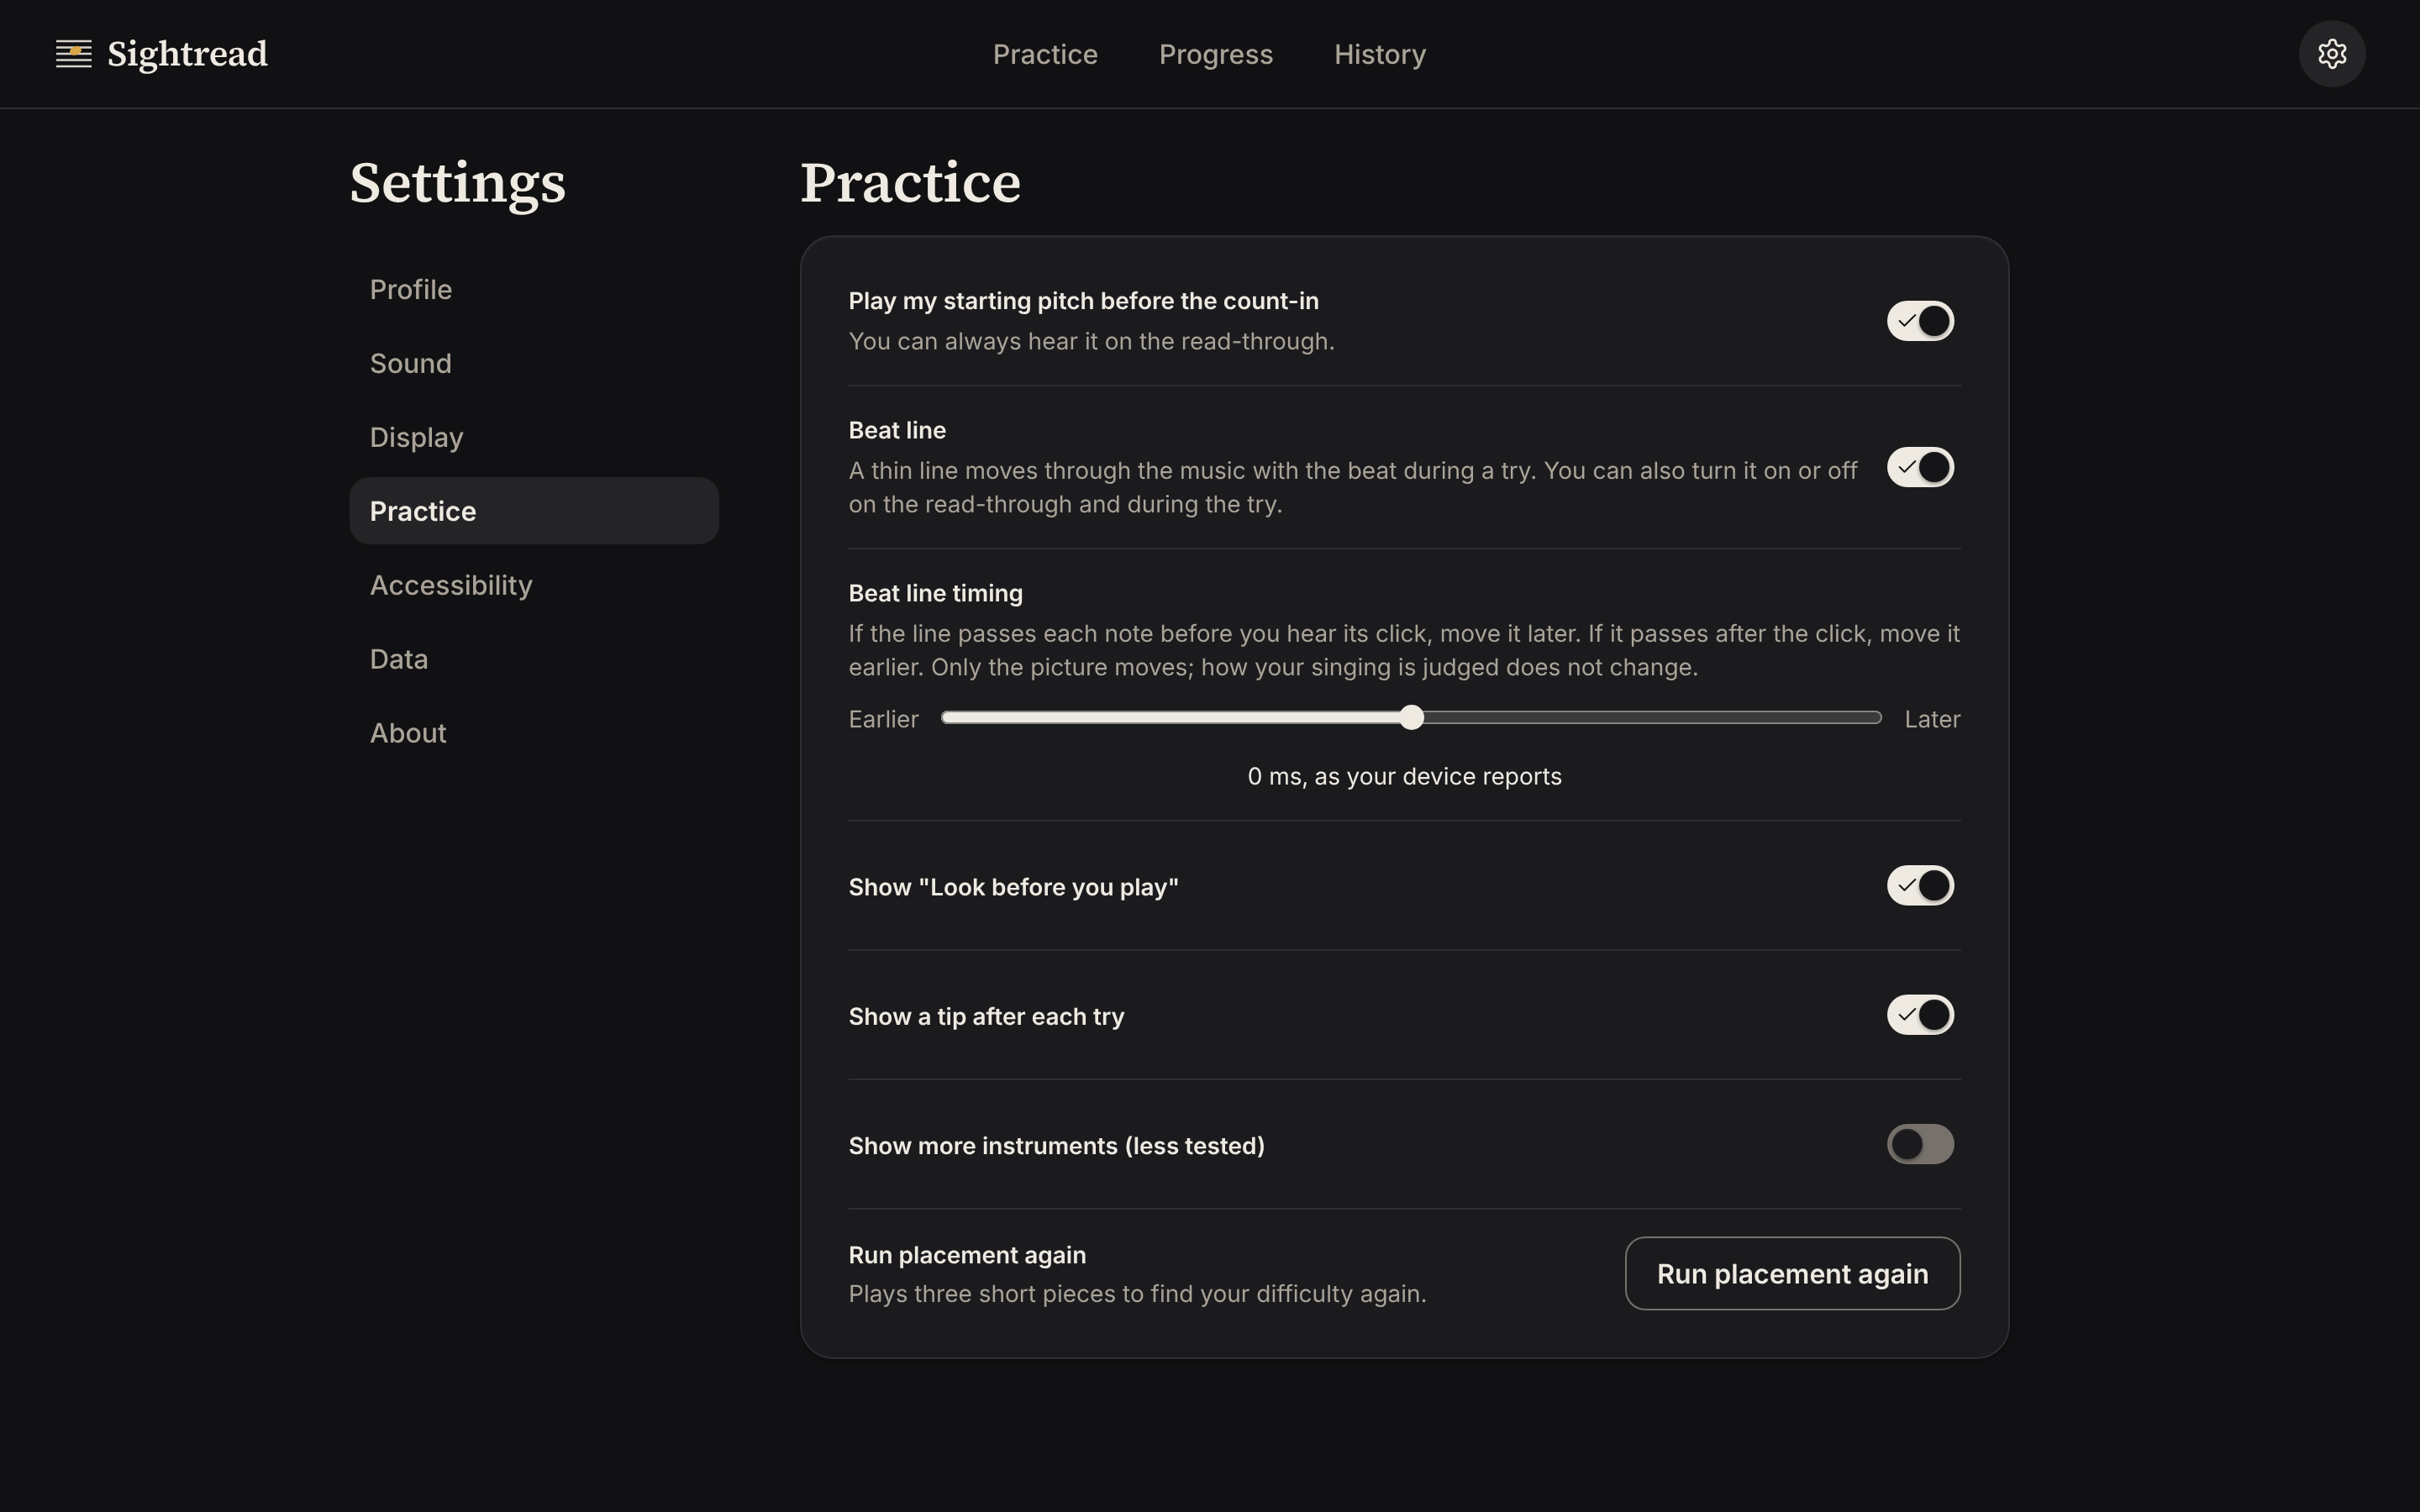 Sightread
Practice
Progress
History
Settings
Profile
Sound
Display
Practice
Accessibility
Data
About
Practice
Play my starting pitch before the count-in
You can always hear it on the read-through.
Beat line
A thin line moves through the music with the beat during a try. You can also turn it on or off
on the read-through and during the try.
Beat line timing
If the line passes each note before you hear its click, move it later. If it passes after the click, move it
earlier. Only the picture moves; how your singing is judged does not change.
Earlier
Later
0 ms, as your device reports
Show "Look before you play"
Show a tip after each try
Show more instruments (less tested)
Run placement again
Plays three short pieces to find your difficulty again.
Run placement again